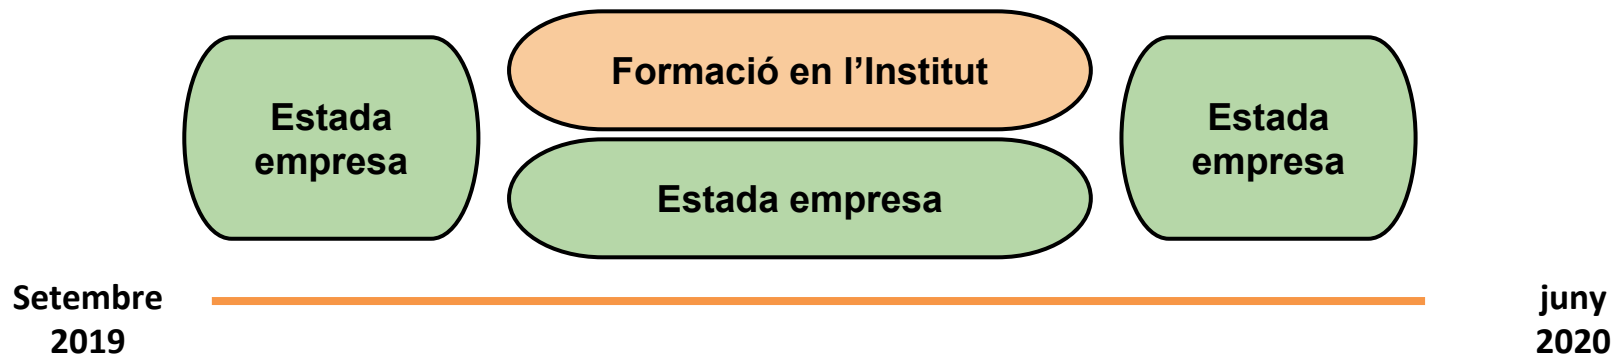 Estada
empresa
Formació en l’Institut
Estada empresa
Estada
empresa
Setembre
2019
juny
2020